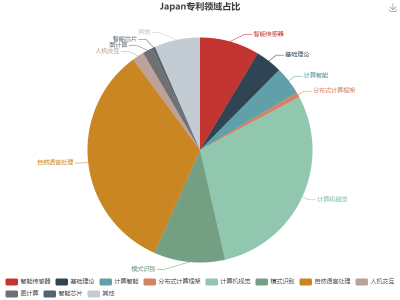 Japan专利领域占比
其他
智能芯片
图计算
人机交互
智能传感器
基础理论
计算智能
分布式计算框架
自然语言处理
计算机视觉
模式识别
智能传感器 基础理论 计算智能 分布式计算框架 计算机视觉 模式识别 自然语言处理 人机交互
图计算 智能芯片 其他